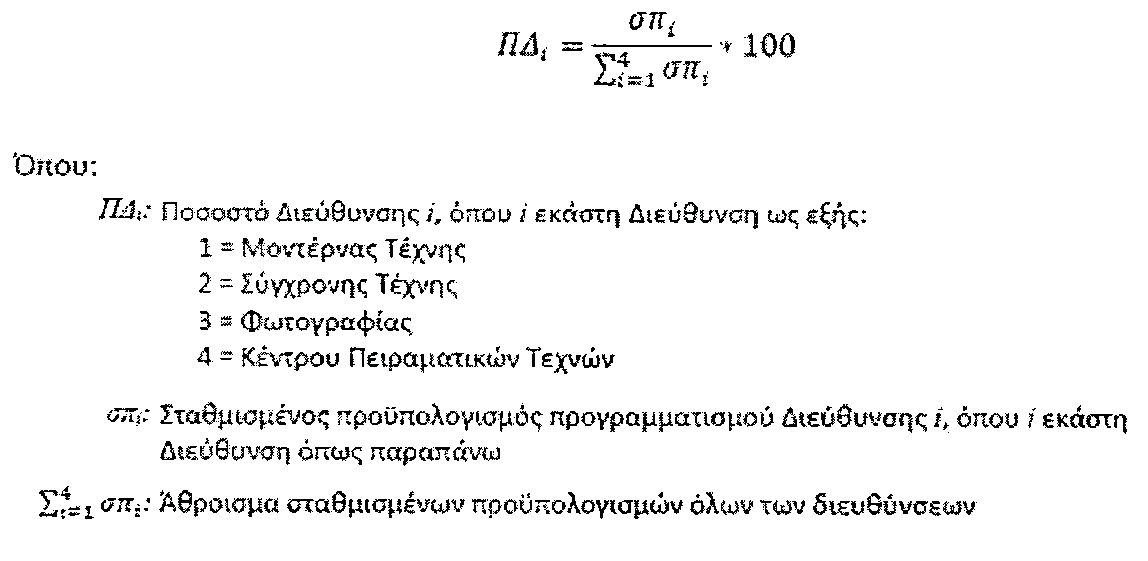 ΠΔᵢ = σπᵢ / ∑⁴ᵢ₌₁ σπᵢ * 100
Όπου:
ΠΔᵢ: Ποσοστό Διεύθυνσης i, όπου i εκάστη Διεύθυνση ως εξής:
1 = Μοντέρνας Τέχνης
2 = Σύγχρονης Τέχνης
3 = Φωτογραφίας
4 = Κέντρου Πειραματικών Τεχνών
σπᵢ: Σταθμισμένος προϋπολογισμός προγραμματισμού Διεύθυνσης i, όπου i εκάστη
Διεύθυνση όπως παραπάνω
∑⁴ᵢ₌₁ σπᵢ: Άθροισμα σταθμισμένων προϋπολογισμών όλων των διευθύνσεων